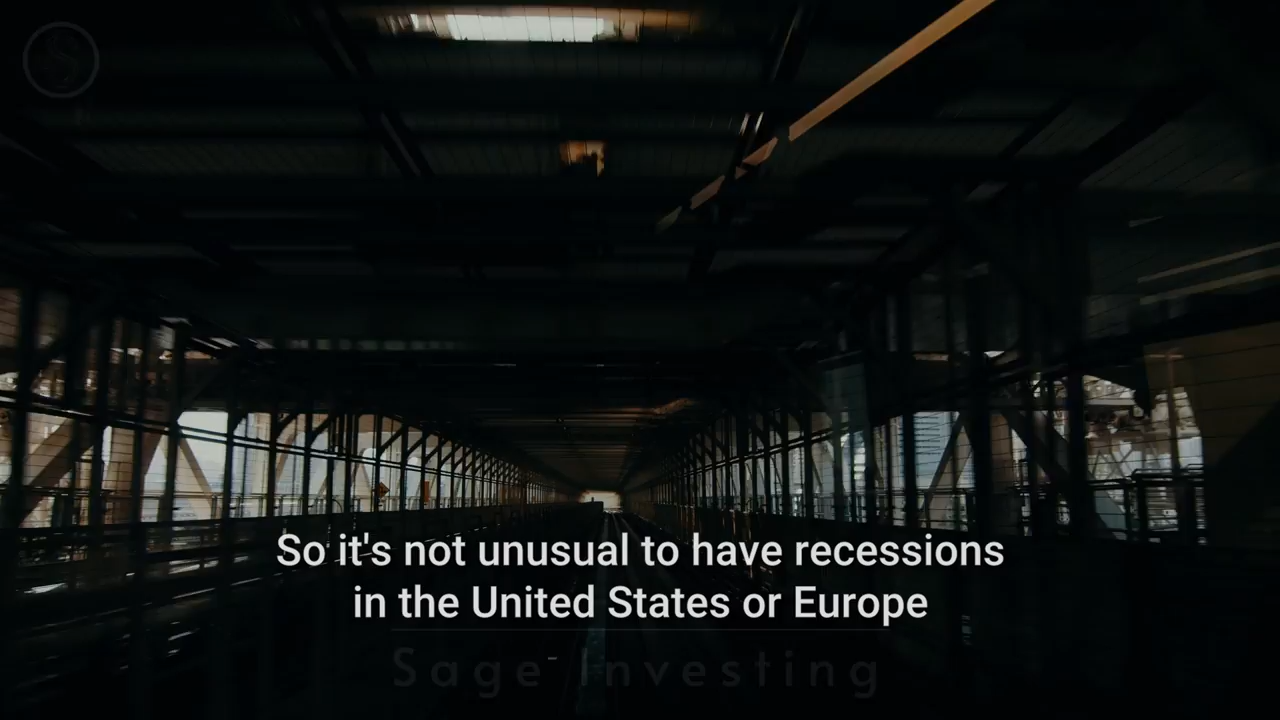 So it's not unusual to have recessions
in the United States or Europe
Sage Investing